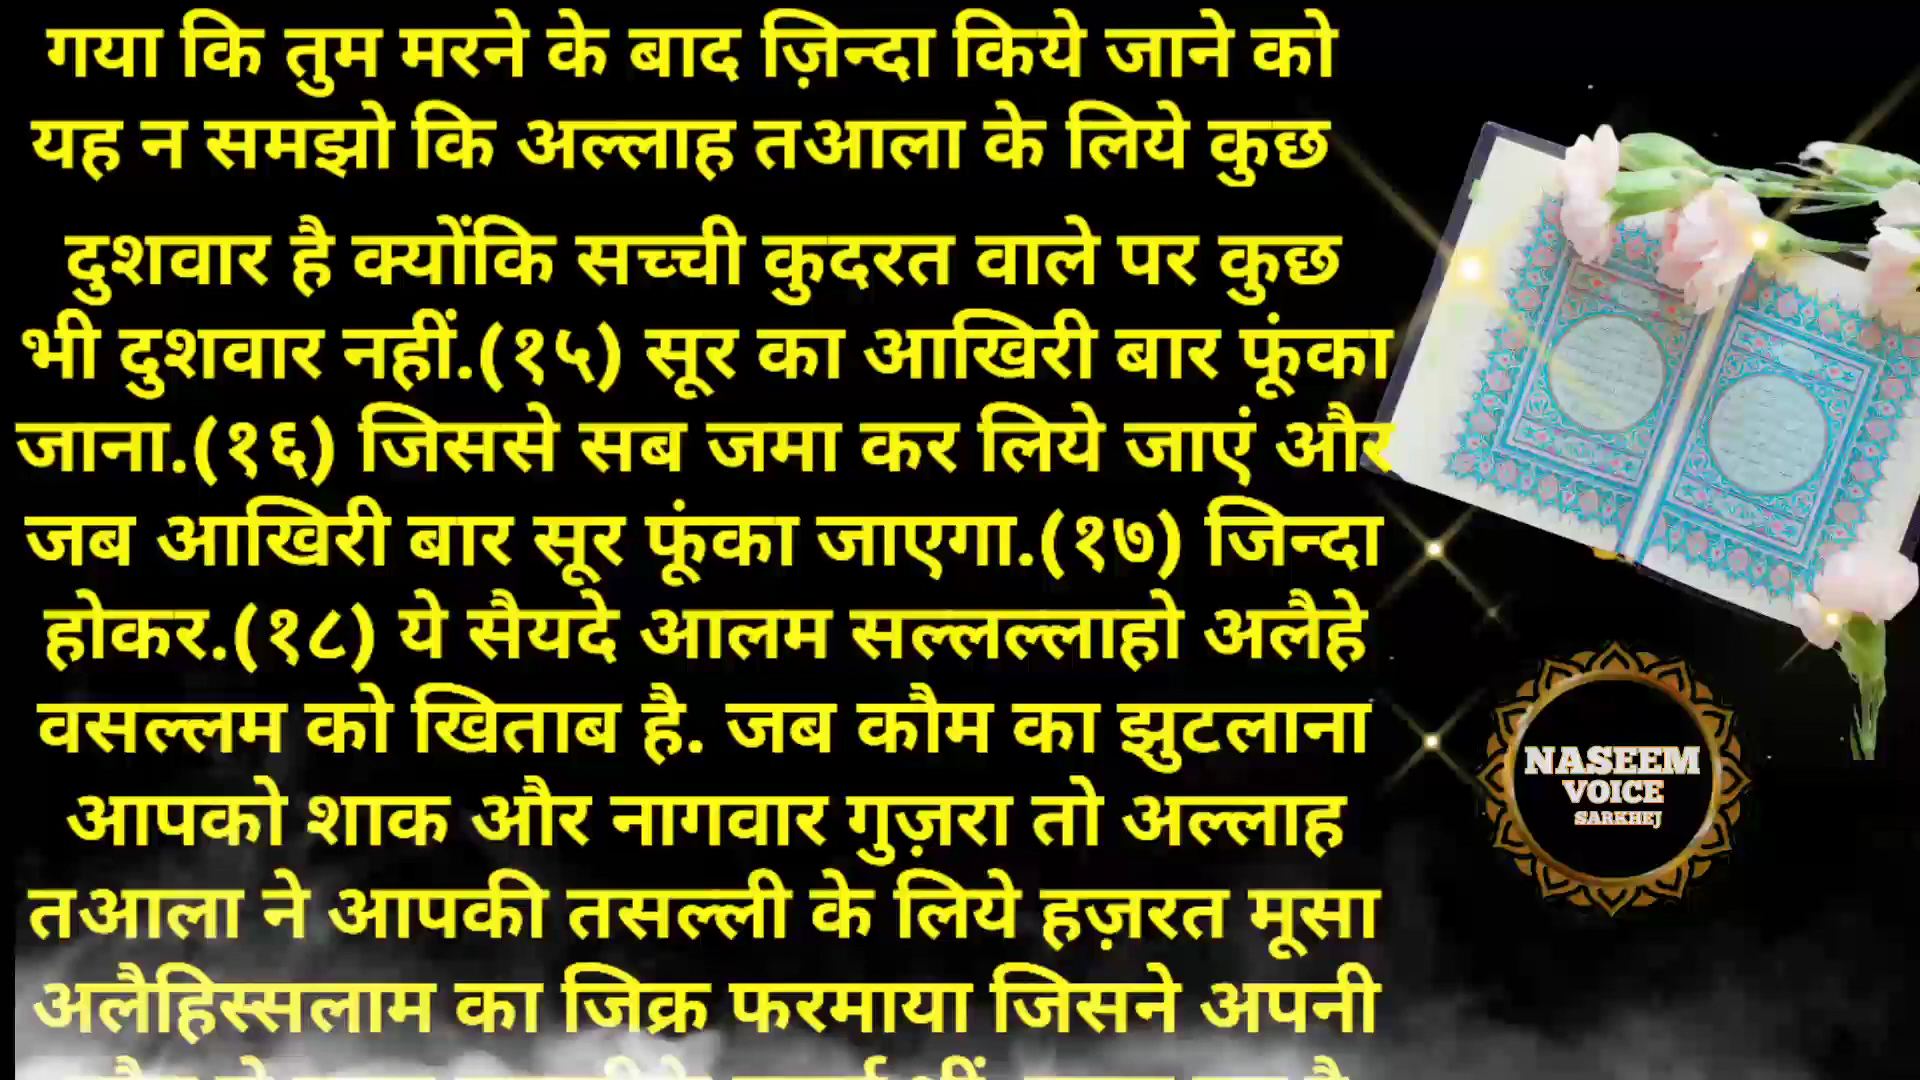 गया कि तुम मरने के बाद ज़िन्दा किये जाने को
यह न समझो कि अल्लाह तआला के लिये कुछ
दुशवार है क्योंकि सच्ची कुदरत वाले पर कुछ
भी दुशवार नहीं.(१५) सूर का आखिरी बार फूंका
जाना.(१६) जिससे सब जमा कर लिये जाएं और
जब आखिरी बार सूर फूंका जाएगा.(१७) जिन्दा
होकर.(१८) ये सैयदे आलम सल्लल्लाहो अलैहे
वसल्लम को खिताब है. जब कौम का झुटलाना
आपको शाक और नागवार गुज़रा तो अल्लाह
तआला ने आपकी तसल्ली के लिये हज़रत मूसा
अलैहिस्सलाम का जिक्र फरमाया जिसने अपनी
NASEEM
VOICE
SARKHEJ